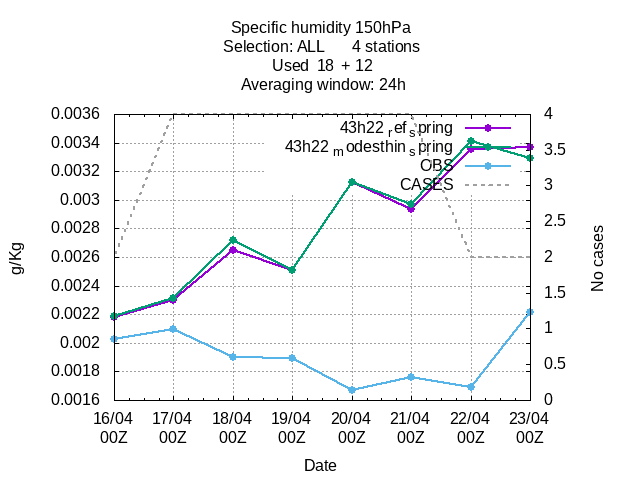 Specific humidity 150hPa
Selection: ALL 4 stations
Used 18 + 12
Averaging window: 24h
43h22 refspring
43h22 modesthinspring
OBS
CASES
g/Kg
0.0036
0.0034
0.0032
0.003
0.0028
0.0026
0.0024
0.0022
0.002
0.0018
0.0016
4
3.5
3
2.5
2
1.5
1
0.5
0
No cases
16/04 17/04 18/04 19/04 20/04 21/04 22/04 23/04
00Z 00Z 00Z 00Z 00Z 00Z 00Z 00Z
Date